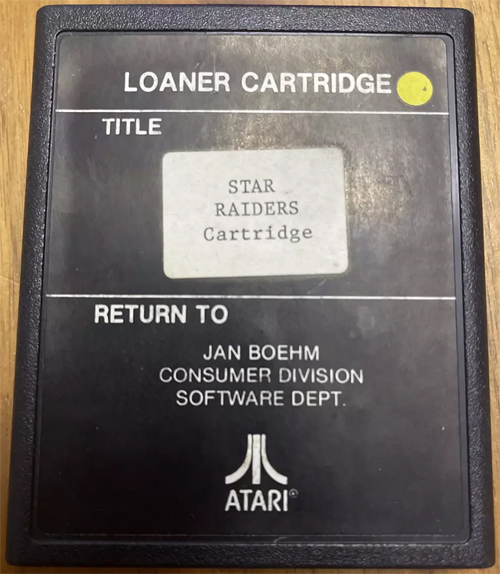 LOANER CARTRIDGE
TITLE
STAR
RAIDERS
Cartridge
RETURN TO
JAN BOEHM
CONSUMER DIVISION
SOFTWARE DEPT.
ATARI®